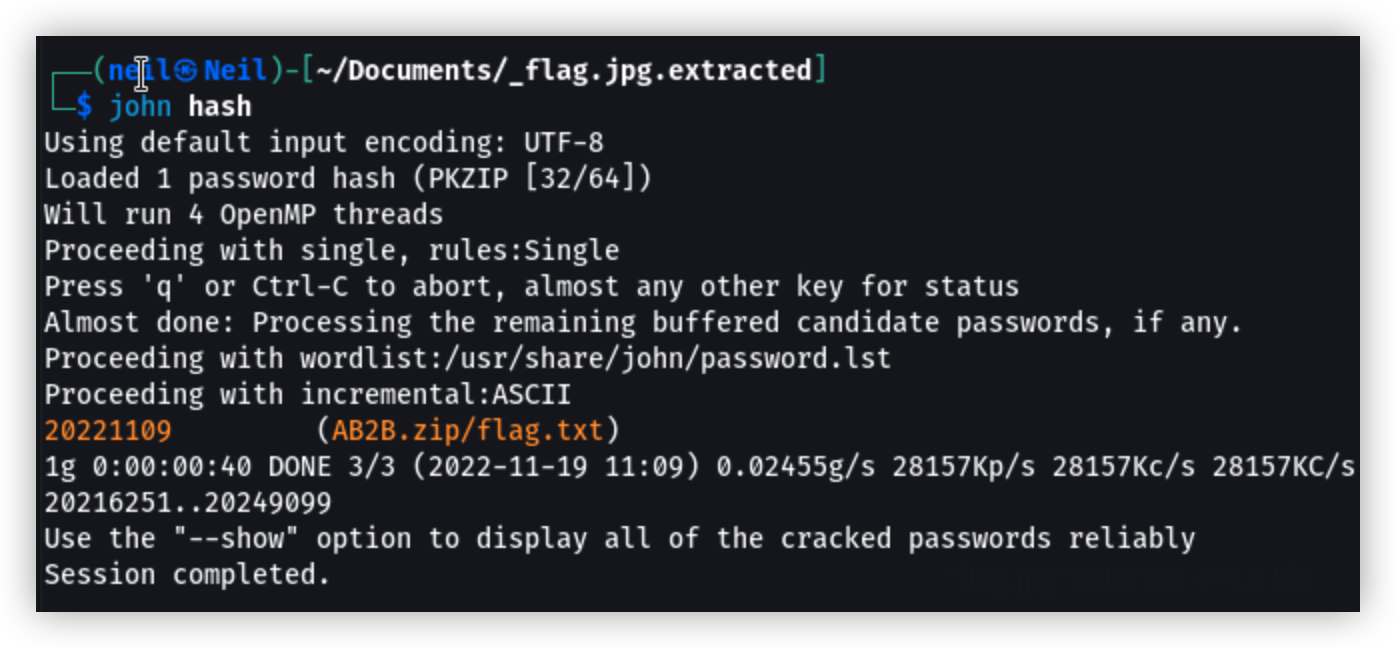 ┌──(neil㉿Neil)-[~/Documents/_flag.jpg.extracted]
└─$ john hash
Using default input encoding: UTF-8
Loaded 1 password hash (PKZIP [32/64])
Will run 4 OpenMP threads
Proceeding with single, rules:Single
Press 'q' or Ctrl-C to abort, almost any other key for status
Almost done: Processing the remaining buffered candidate passwords, if any.
Proceeding with wordlist:/usr/share/john/password.lst
Proceeding with incremental:ASCII
20221109         (AB2B.zip/flag.txt)
1g 0:00:00:40 DONE 3/3 (2022-11-19 11:09) 0.02455g/s 28157Kp/s 28157Kc/s 28157KC/s
20216251..20249099
Use the "--show" option to display all of the cracked passwords reliably
Session completed.